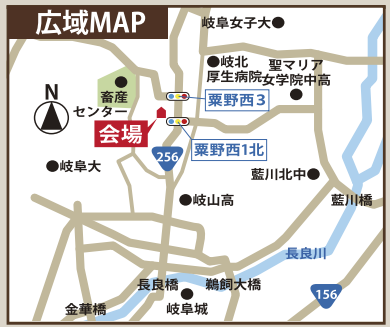 広域MAP
岐阜女子大
岐北
厚生病院
聖マリア
女学院中高
N
畜産
センター
粟野西3
会場
粟野西1北
256
岐阜大
藍川北中
岐山高
藍川橋
長良川
長良橋
鵜飼大橋
156
金華橋
岐阜城